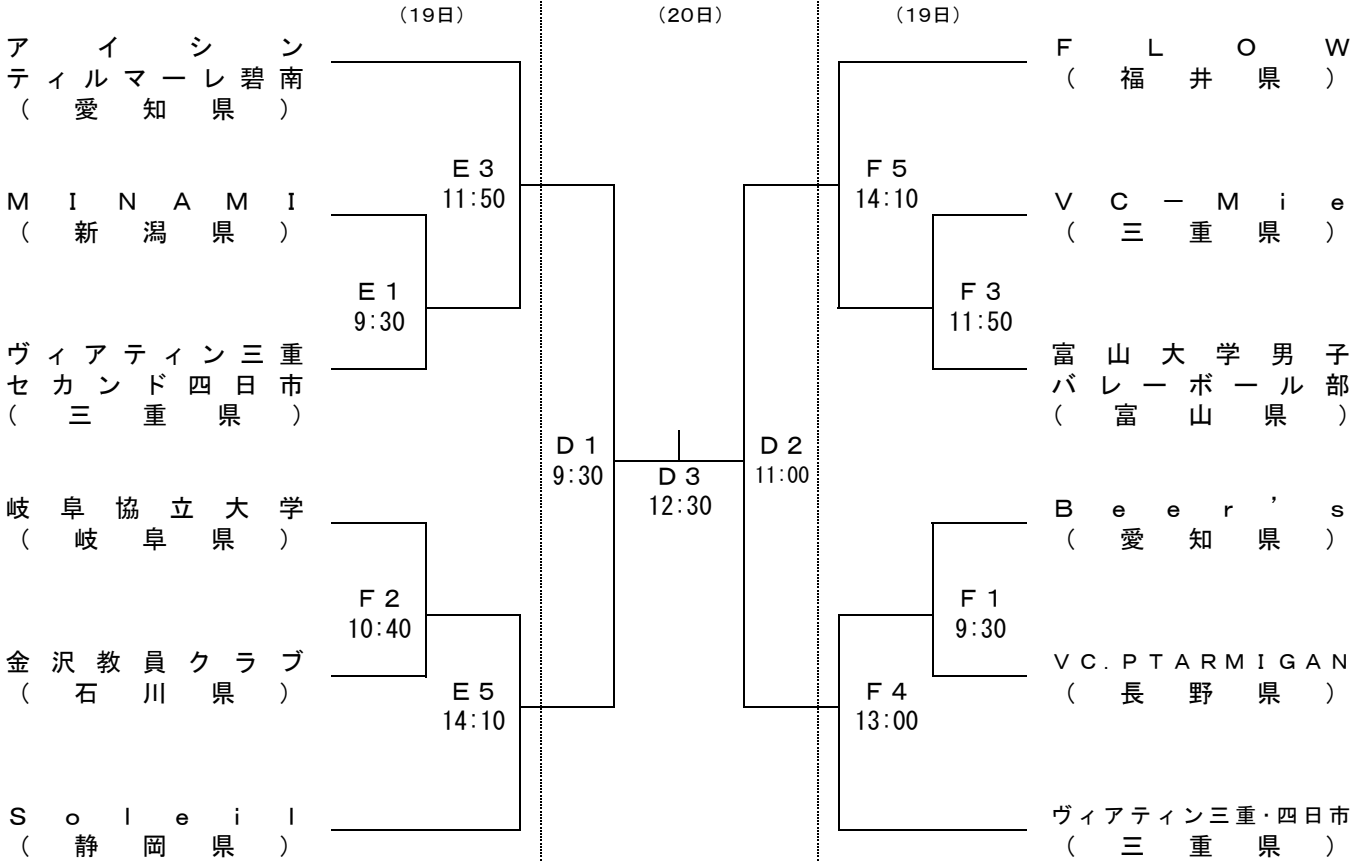 （19日）
（20日）
（19日）
アイシン
ティルマーレ碧南
（愛知県）
MINAMI
（新潟県）
ヴィアティン三重
セカンド四日市
（三重県）
岐阜協立大学
（岐阜県）
金沢教員クラブ
（石川県）
Soleil
（静岡県）
E3
11:50
E1
9:30
F2
10:40
E5
14:10
D1
9:30
D3
12:30
D2
11:00
F5
14:10
F3
11:50
F1
9:30
F4
13:00
FLOW
（福井県）
VC－Mie
（三重県）
富山大学男子
バレーボール部
（富山県）
Beer’s
（愛知県）
VC.PTARMIGAN
（長野県）
ヴィアティン三重・四日市
（三重県）